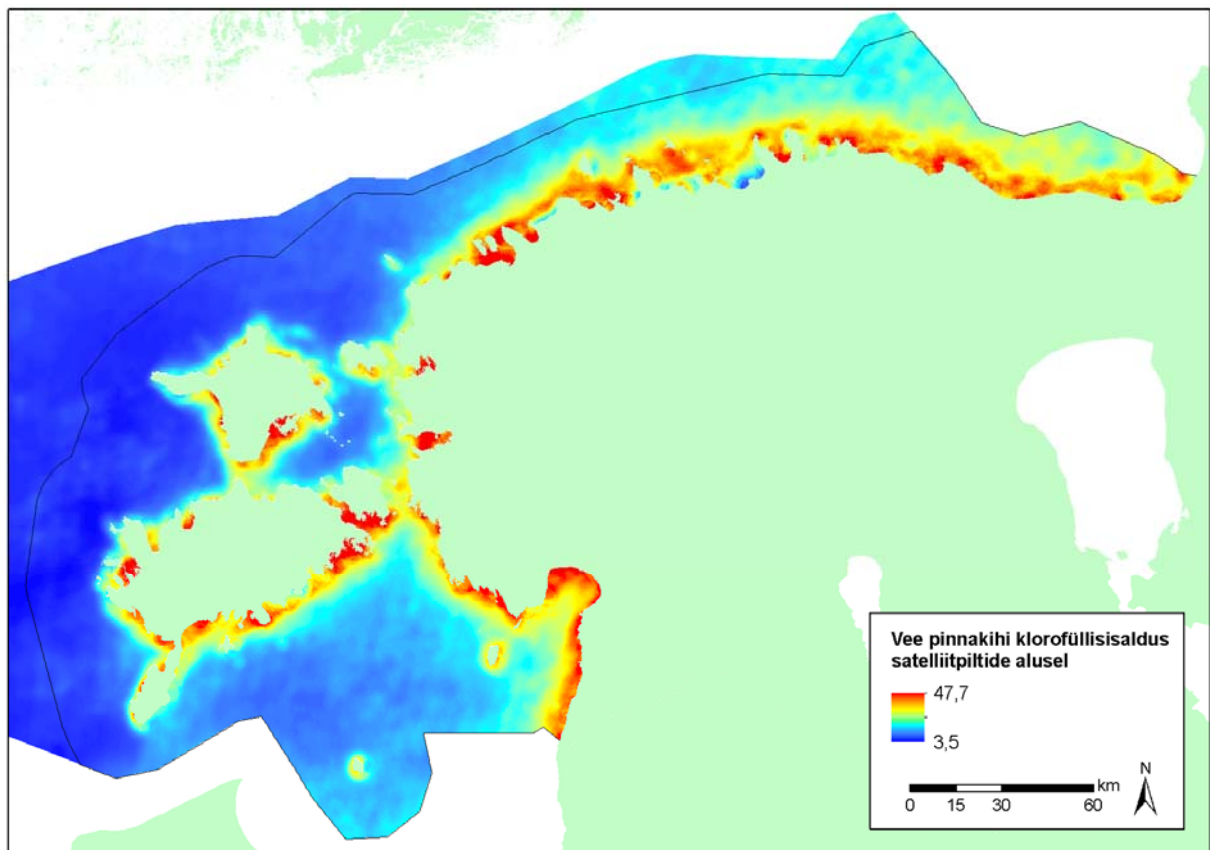 Vee pinnakihi klorofüllisisaldus
satelliitpiltide alusel
47,7
3,5
km
N
0 15 30 60